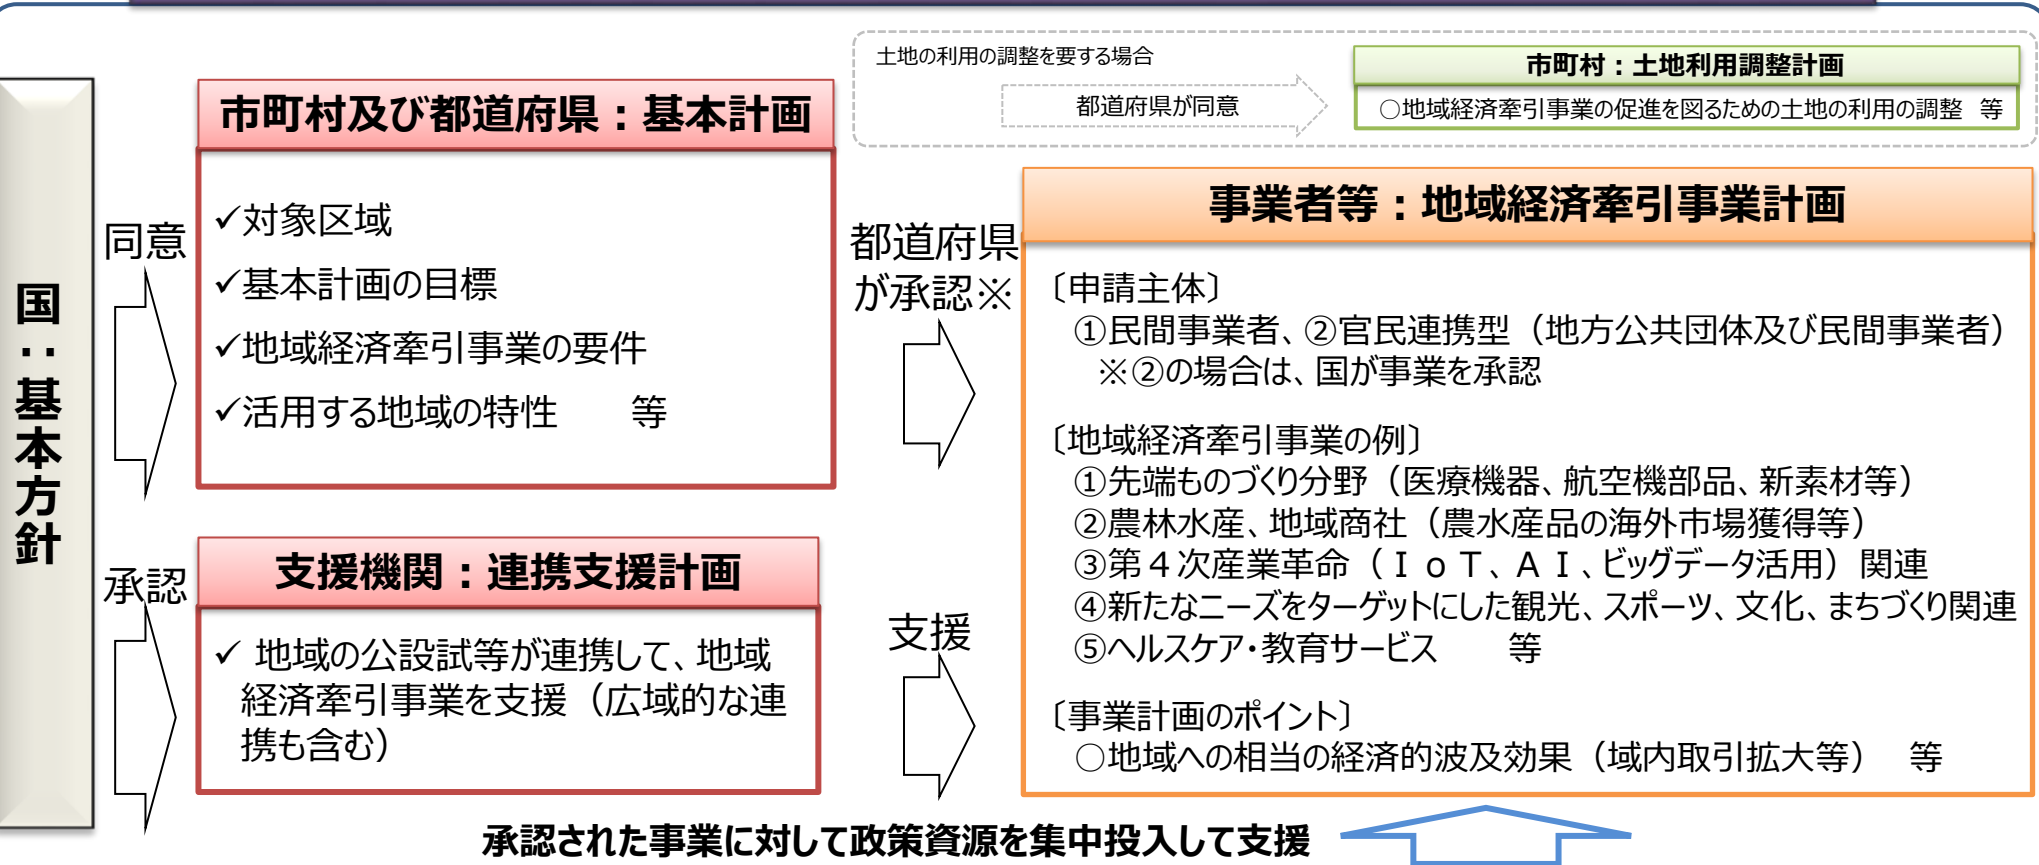 国：基本方針
同意
市町村及び都道府県：基本計画
✓対象区域
✓基本計画の目標
✓地域経済牽引事業の要件
✓活用する地域の特性　　等
承認
支援機関：連携支援計画
✓ 地域の公設試等が連携して、地域
経済牽引事業を支援（広域的な連
携も含む）
土地の利用の調整を要する場合
都道府県が同意
市町村：土地利用調整計画
○地域経済牽引事業の促進を図るための土地の利用の調整　等
都道府県
が承認※
支援
事業者等：地域経済牽引事業計画
〔申請主体〕
①民間事業者、②官民連携型（地方公共団体及び民間事業者）
※②の場合は、国が事業を承認
〔地域経済牽引事業の例〕
①先端ものづくり分野（医療機器、航空機部品、新素材等）
②農林水産、地域商社（農水産品の海外市場獲得等）
③第４次産業革命（ＩｏＴ、ＡＩ、ビッグデータ活用）関連
④新たなニーズをターゲットにした観光、スポーツ、文化、まちづくり関連
⑤ヘルスケア・教育サービス　　等
〔事業計画のポイント〕
○地域への相当の経済的波及効果（域内取引拡大等）　等
承認された事業に対して政策資源を集中投入して支援